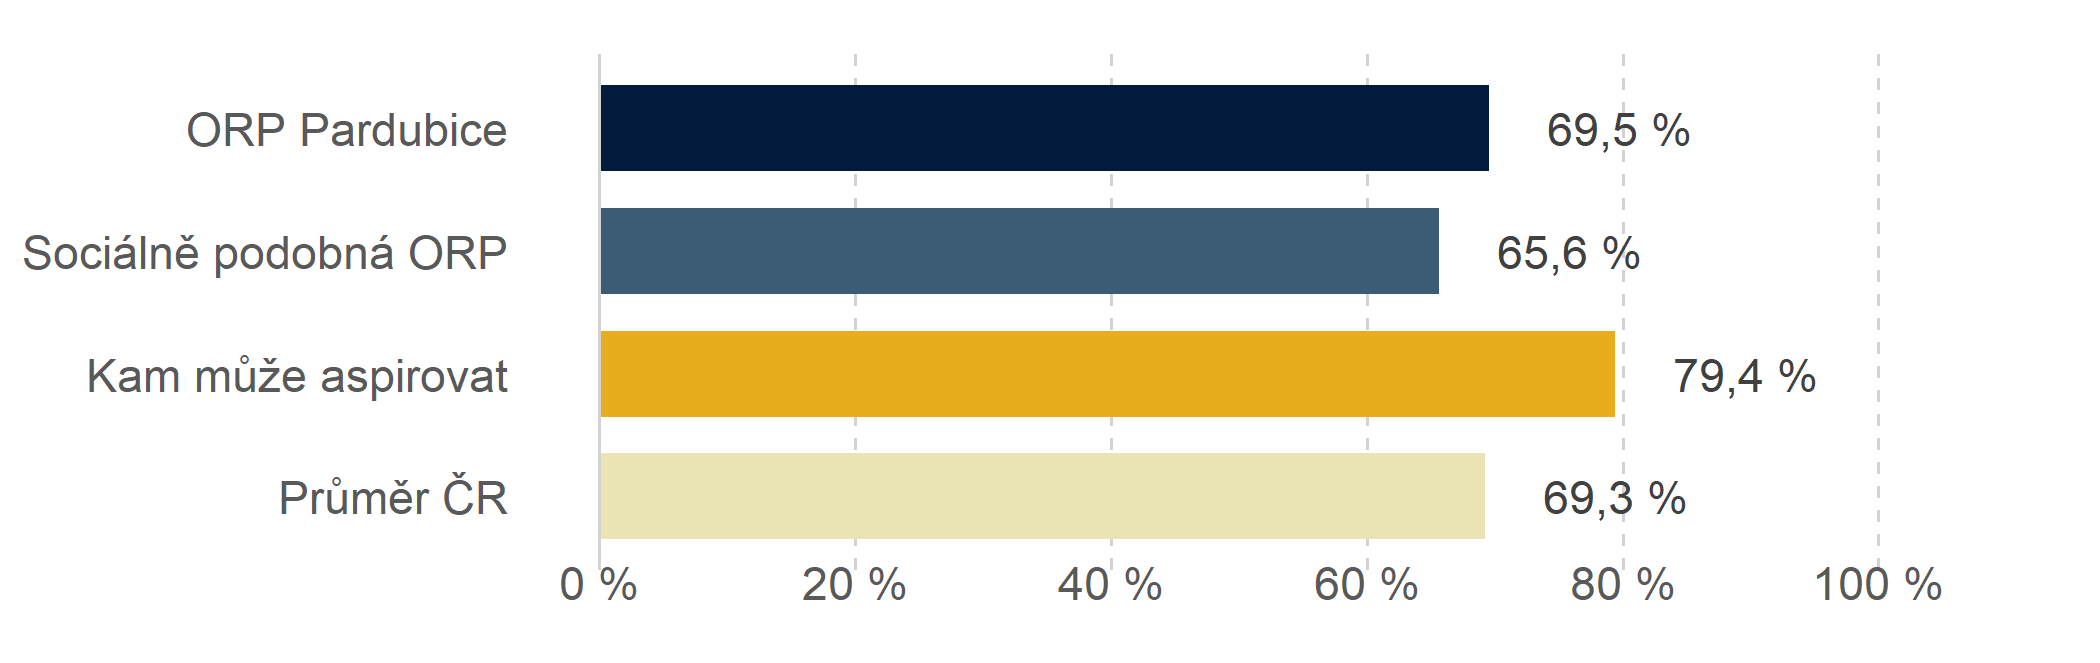 ORP Pardubice
69,5 %
Sociálně podobná ORP
65,6 %
Kam může aspirovat
79,4 %
Průměr ČR
69,3 %
0 % 20 % 40 % 60 % 80 % 100 %